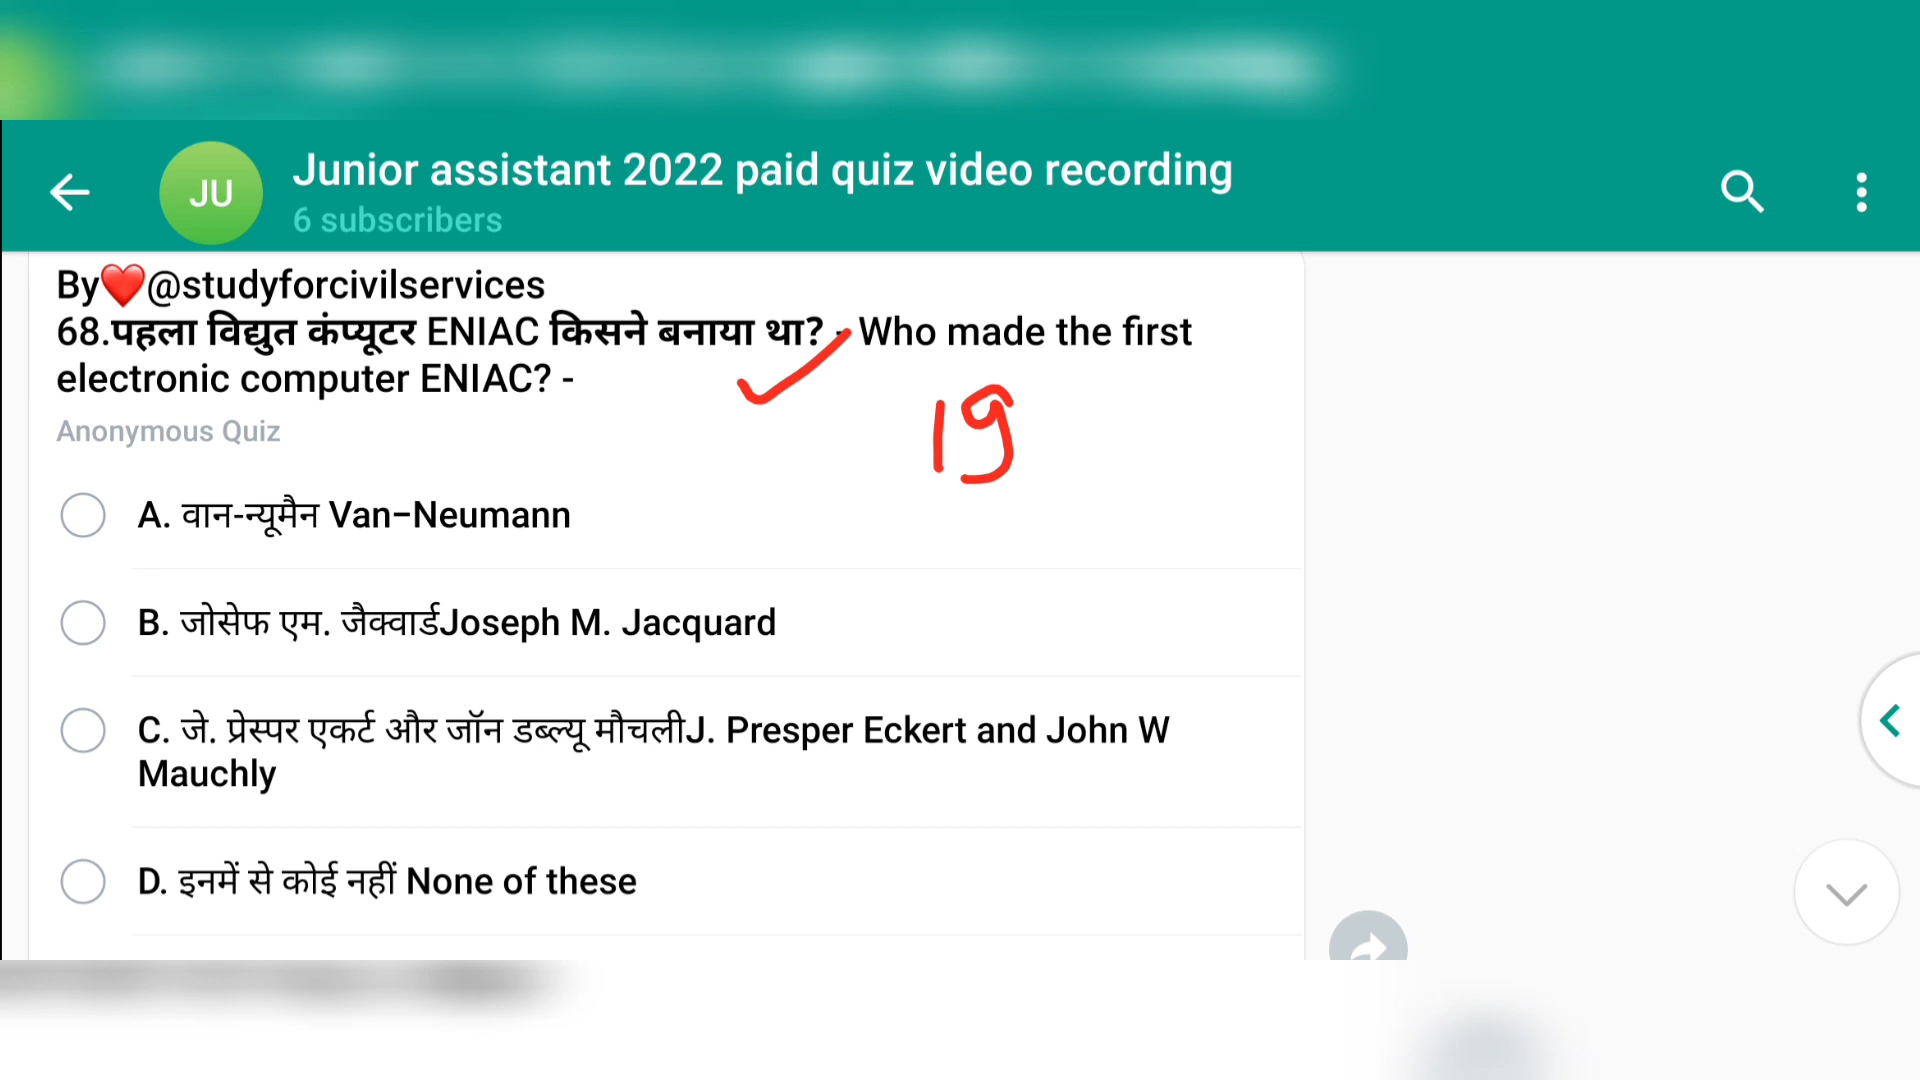 JU
Junior assistant 2022 paid quiz video recording
6 subscribers
By❤️@studyforcivilservices
68.पहला विद्युत कंप्यूटर ENIAC किसने बनाया था? - Who made the first
electronic computer ENIAC? -
19
Anonymous Quiz
A. वान-न्यूमैन Van–Neumann
B. जोसेफ एम. जैक्वार्डJoseph M. Jacquard
C. जे. प्रेस्पर एकर्ट और जॉन डब्ल्यू मौचलीJ. Presper Eckert and John W
Mauchly
D. इनमें से कोई नहीं None of these